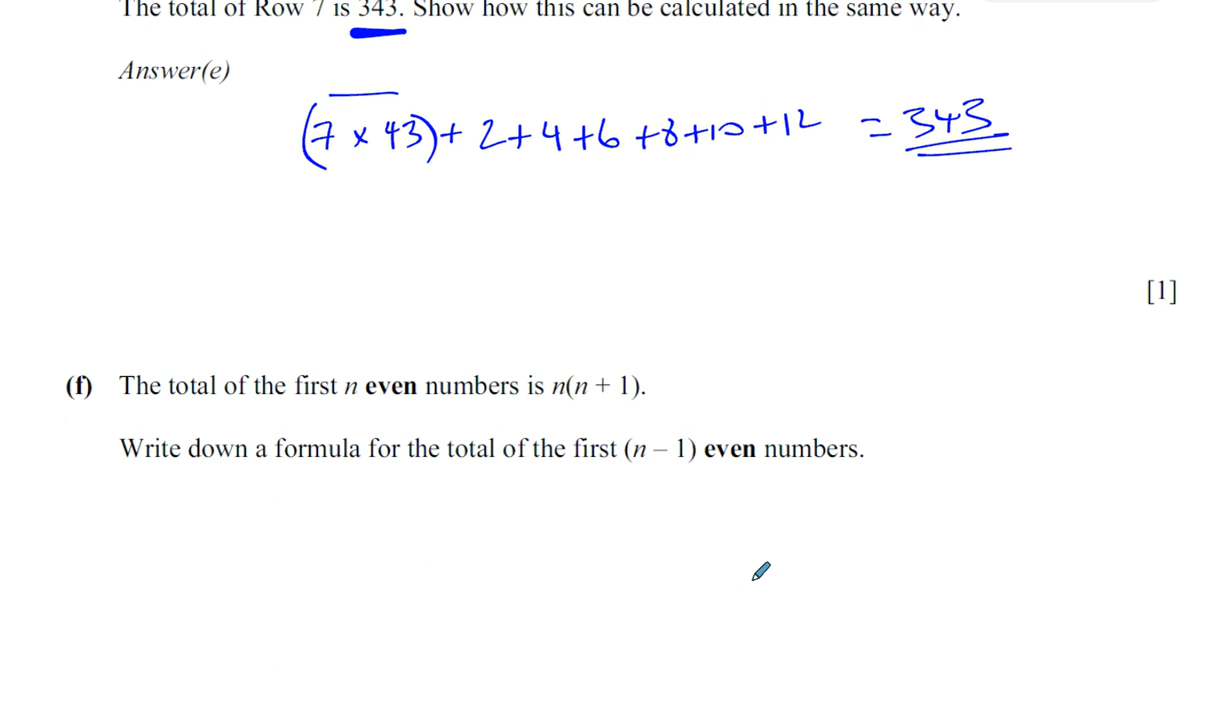 The total of Row 7 is 343. Show how this can be calculated in the same way.
Answer(e)
(7 × 43) + 2 + 4 + 6 + 8 + 10 + 12 = 343
[1]
(f) The total of the first n even numbers is n(n + 1).
Write down a formula for the total of the first (n – 1) even numbers.